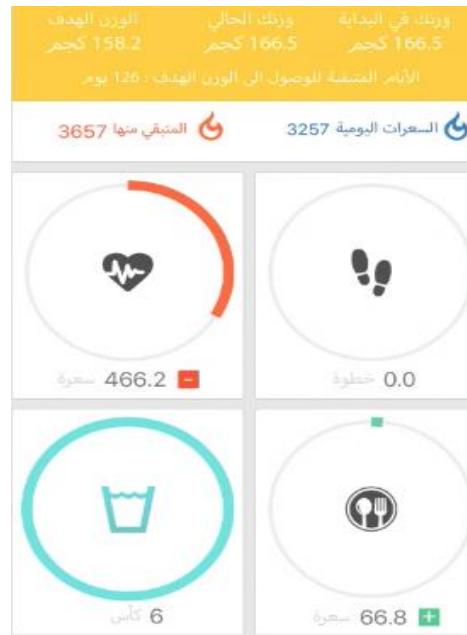 وزنك في البداية وزنك الحالي الوزن الهدف
166.5 كجم 166.5 كجم 158.2 كجم
الأيام المتبقية للوصول الى الوزن الهدف : 126 يوم
السعرات اليومية 3257 المتبقي منها 3657
0.0 خطوة 466.2 سعرة
66.8 سعرة 6 كأس